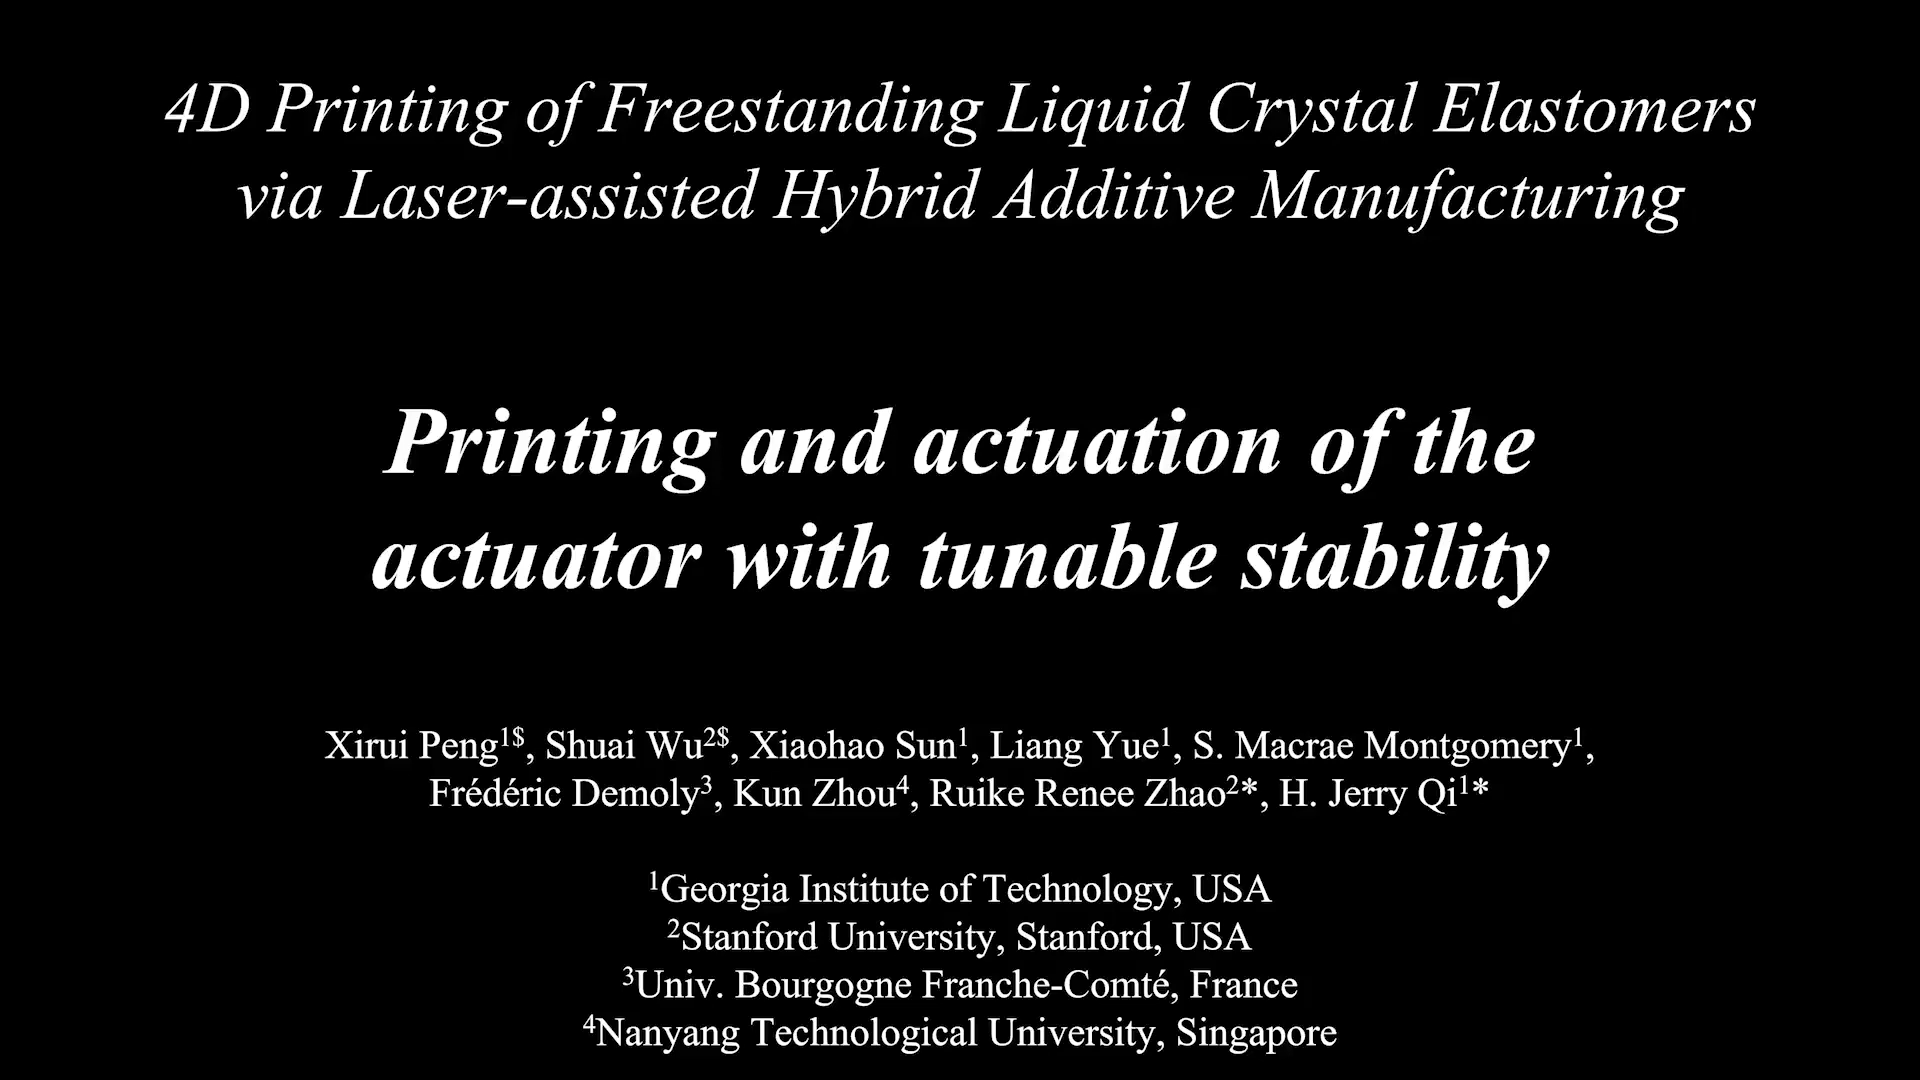 4D Printing of Freestanding Liquid Crystal Elastomers
via Laser-assisted Hybrid Additive Manufacturing
Printing and actuation of the
actuator with tunable stability
Xirui Peng¹$, Shuai Wu²$, Xiaohao Sun¹, Liang Yue¹, S. Macrae Montgomery¹,
Frédéric Demoly³, Kun Zhou⁴, Ruike Renee Zhao²*, H. Jerry Qi¹*
¹Georgia Institute of Technology, USA
²Stanford University, Stanford, USA
³Univ. Bourgogne Franche-Comté, France
⁴Nanyang Technological University, Singapore